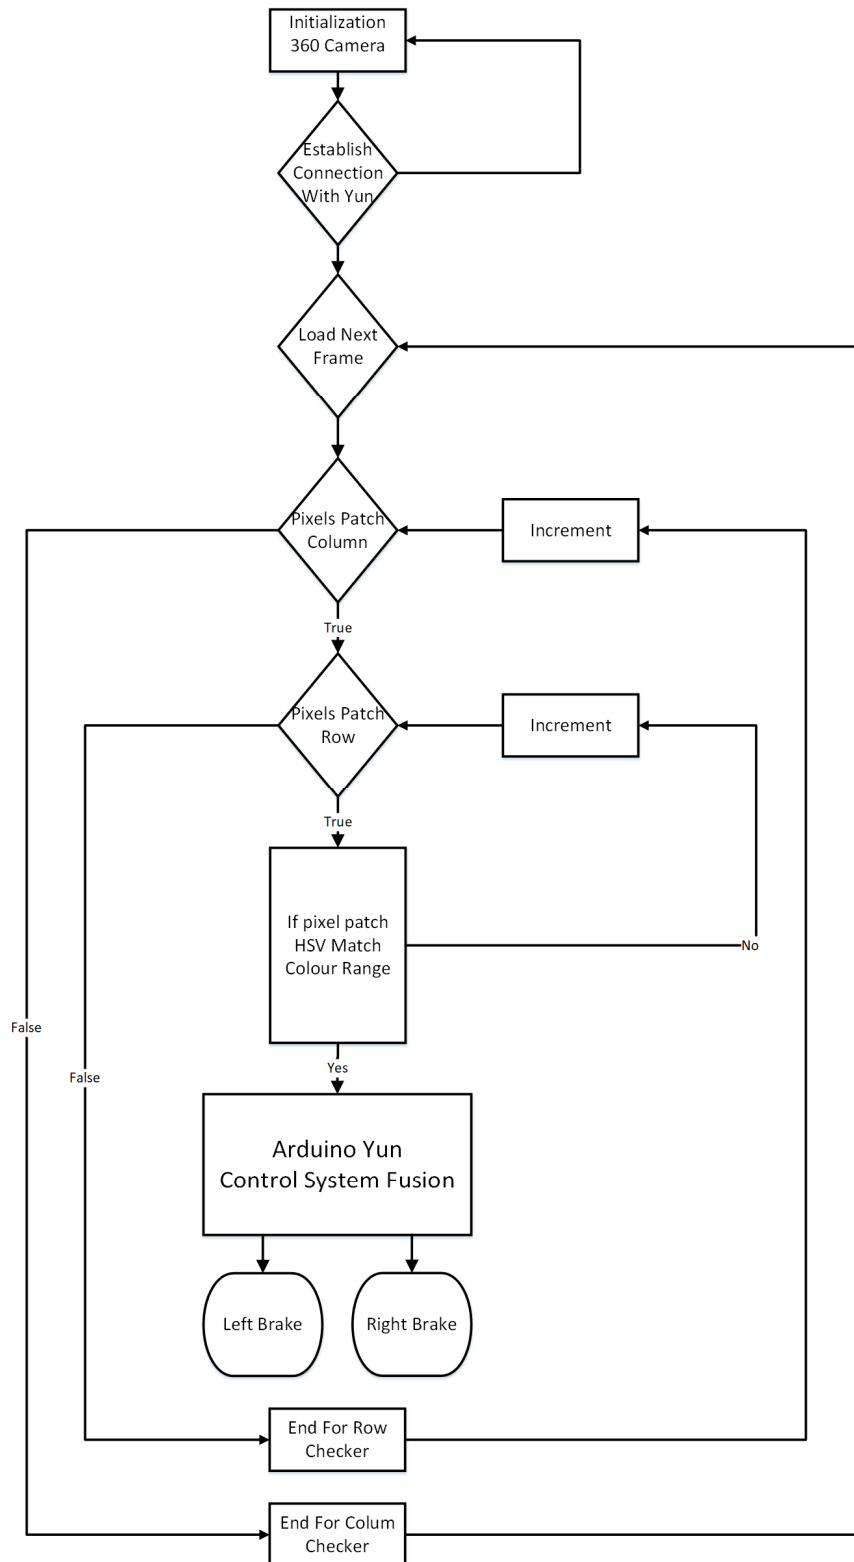 Initialization
360 Camera
Establish
Connection
With Yun
Load Next
Frame
Pixels Patch
Column
Increment
True
Pixels Patch
Row
Increment
True
If pixel patch
HSV Match
Colour Range
No
False
Yes
False
Arduino Yun
Control System Fusion
Left Brake
Right Brake
End For Row
Checker
End For Colum
Checker